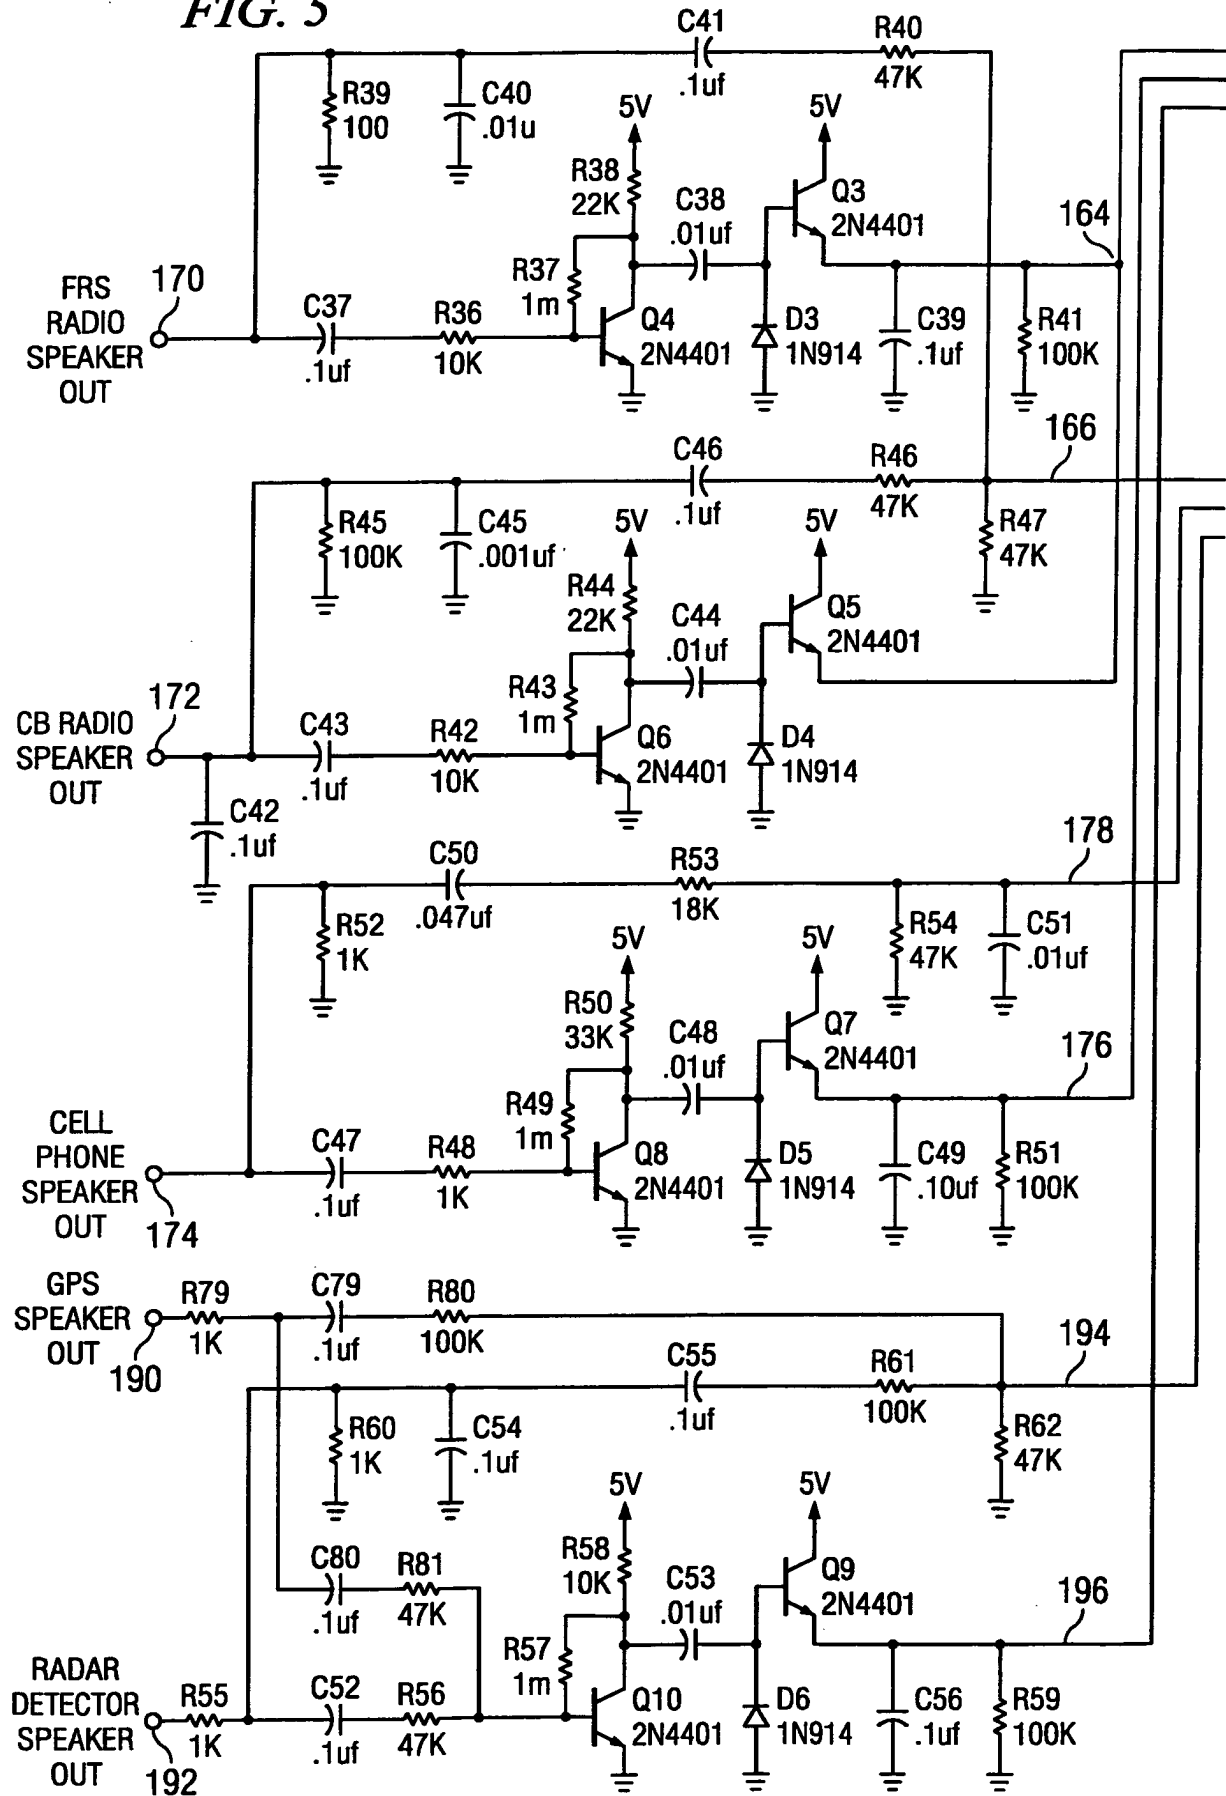 FIG. 5
C41
.1uf
R40
47K
R39
100
C40
.01u
5V
5V
R38
22K
C38
.01uf
Q3
2N4401
164
170
FRS
RADIO
SPEAKER
OUT
C37
.1uf
R36
10K
R37
1m
Q4
2N4401
D3
1N914
C39
.1uf
R41
100K
C46
.1uf
R46
47K
166
R45
100K
C45
.001uf
5V
5V
R47
47K
R44
22K
C44
.01uf
Q5
2N4401
172
CB RADIO
SPEAKER
OUT
C43
.1uf
R42
10K
R43
1m
Q6
2N4401
D4
1N914
C42
.1uf
C50
.047uf
R53
18K
178
R52
1K
5V
5V
R54
47K
C51
.01uf
R50
33K
C48
.01uf
Q7
2N4401
176
CELL
PHONE
SPEAKER
OUT
174
C47
.1uf
R48
1K
R49
1m
Q8
2N4401
D5
1N914
C49
.10uf
R51
100K
GPS
SPEAKER
OUT
190
R79
1K
C79
.1uf
R80
100K
C55
.1uf
R61
100K
194
R60
1K
C54
.1uf
R62
47K
5V
5V
C80
.1uf
R81
47K
R58
10K
C53
.01uf
Q9
2N4401
196
RADAR
DETECTOR
SPEAKER
OUT
192
R55
1K
C52
.1uf
R56
47K
R57
1m
Q10
2N4401
D6
1N914
C56
.1uf
R59
100K